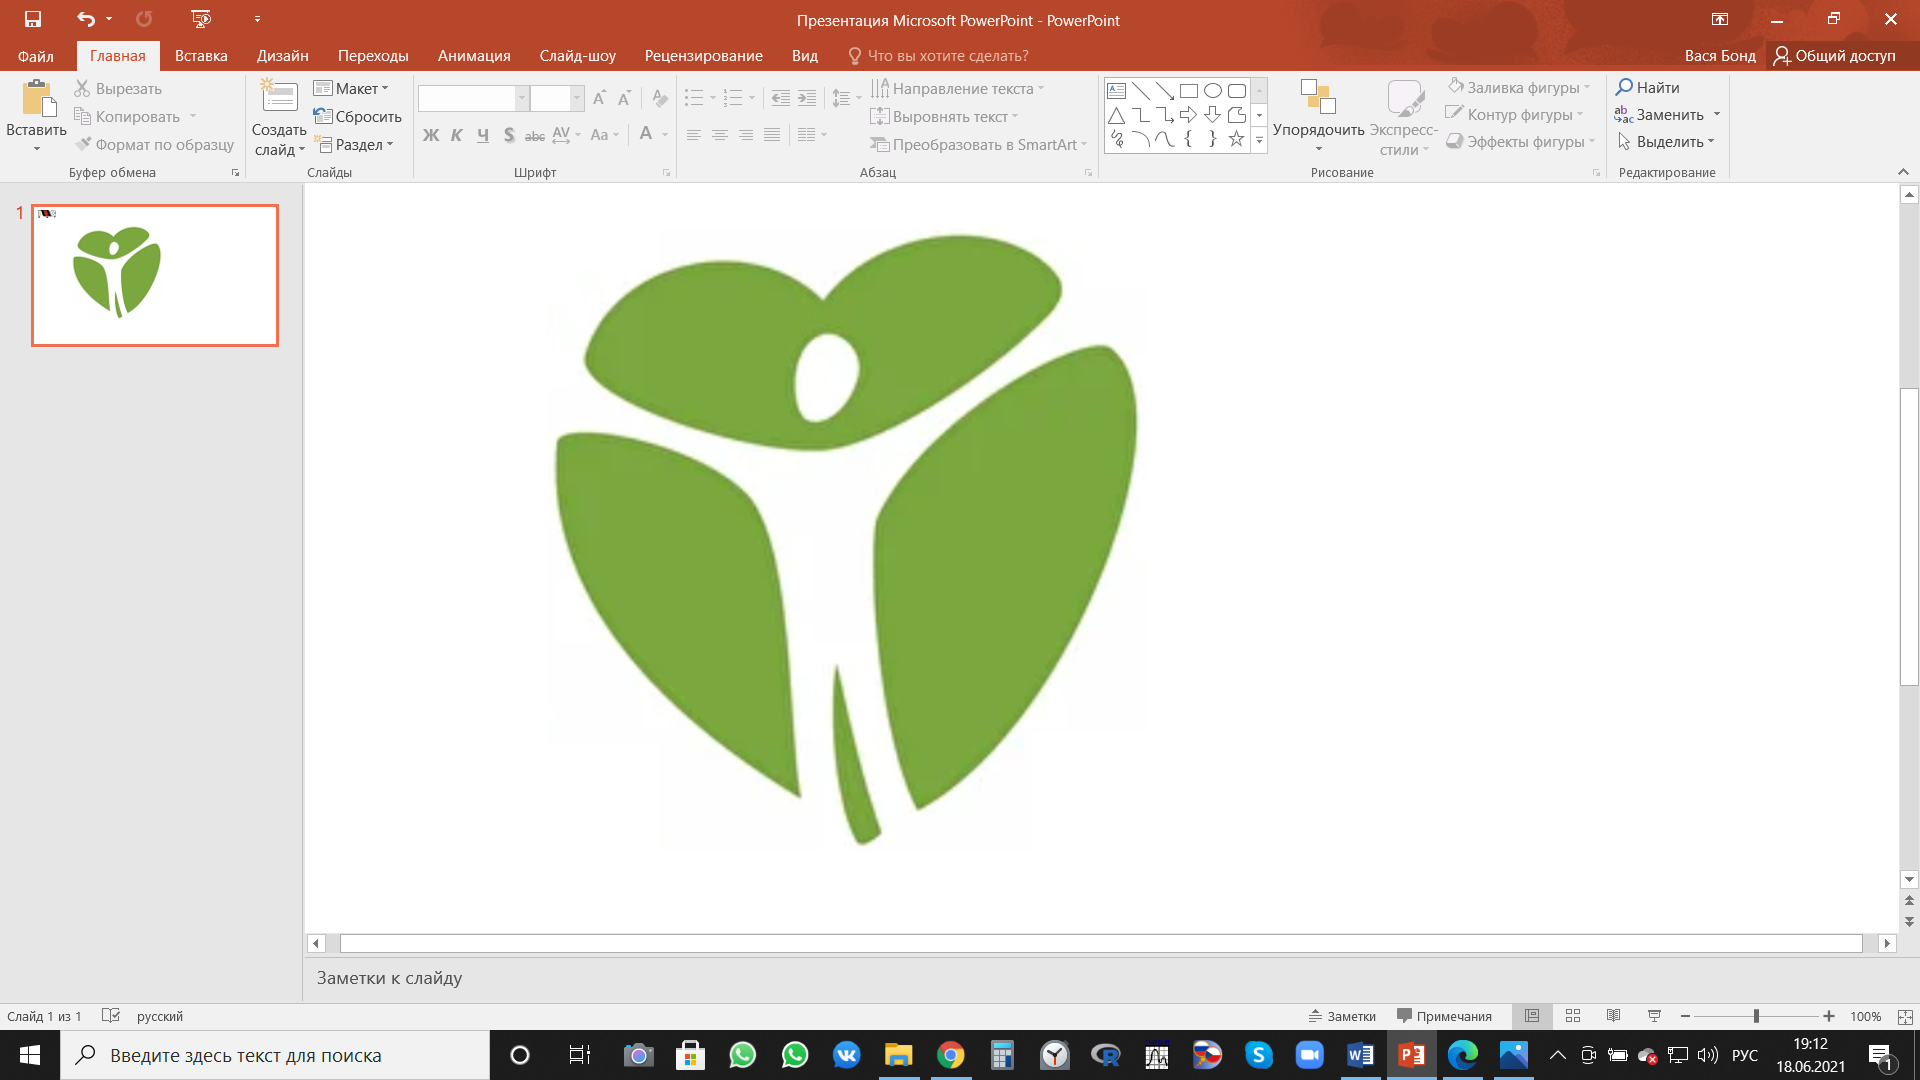 Презентация Microsoft PowerPoint - PowerPoint
Файл Главная Вставка Дизайн Переходы Анимация Слайд-шоу Рецензирование Вид Что вы хотите сделать? Вася Бонд Общий доступ
Вставить
Вырезать
Копировать
Формат по образцу
Буфер обмена
Создать слайд
Макет
Сбросить
Раздел
Слайды
Ж К Ч S abc AV Aa A
Шрифт
Направление текста
Выровнять текст
Преобразовать в SmartArt
Абзац
Упорядочить
Экспресс-стили
Заливка фигуры
Контур фигуры
Эффекты фигуры
Рисование
Найти
Заменить
Выделить
Редактирование
1
Заметки к слайду
Слайд 1 из 1 русский Заметки Примечания 100%
Введите здесь текст для поиска
РУС
19:12
18.06.2021
1